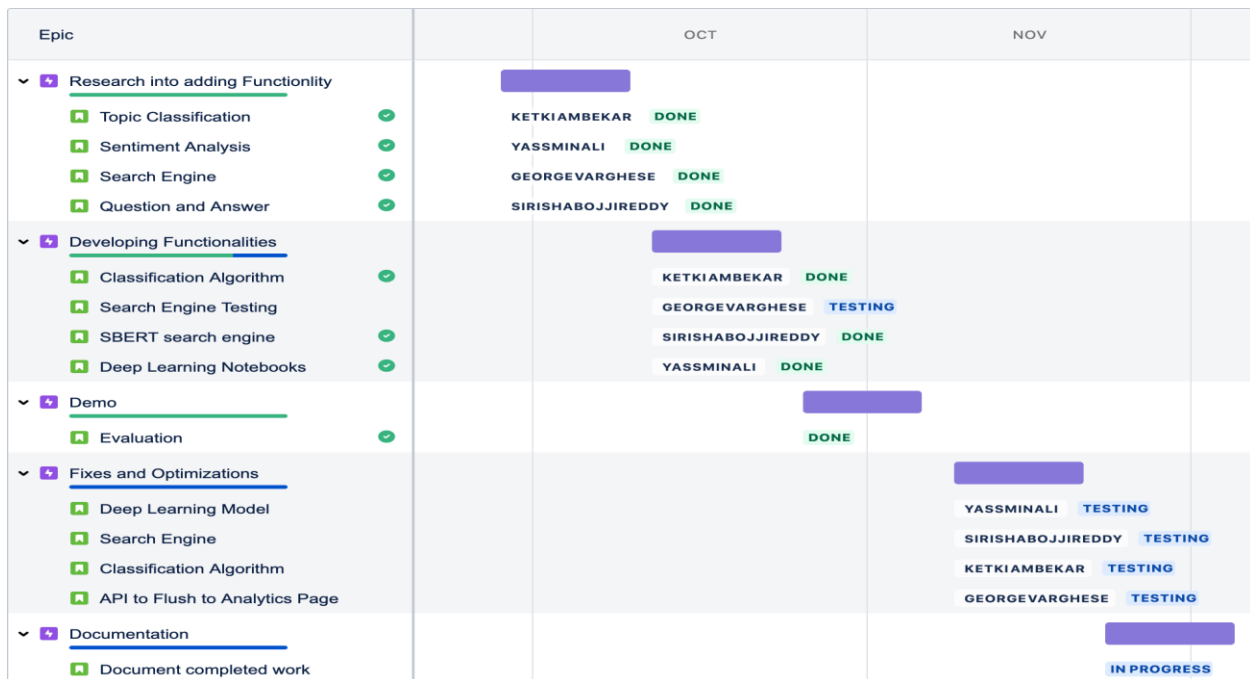 Epic OCT NOV
Research into adding Functionlity
Topic Classification KETKIAMBEKAR DONE
Sentiment Analysis YASSMINALI DONE
Search Engine GEORGEVARGHESE DONE
Question and Answer SIRISHABOJJIREDDY DONE
Developing Functionalities
Classification Algorithm KETKIAMBEKAR DONE
Search Engine Testing GEORGEVARGHESE TESTING
SBERT search engine SIRISHABOJJIREDDY DONE
Deep Learning Notebooks YASSMINALI DONE
Demo
Evaluation DONE
Fixes and Optimizations
Deep Learning Model YASSMINALI TESTING
Search Engine SIRISHABOJJIREDDY TESTING
Classification Algorithm KETKIAMBEKAR TESTING
API to Flush to Analytics Page GEORGEVARGHESE TESTING
Documentation
Document completed work IN PROGRESS